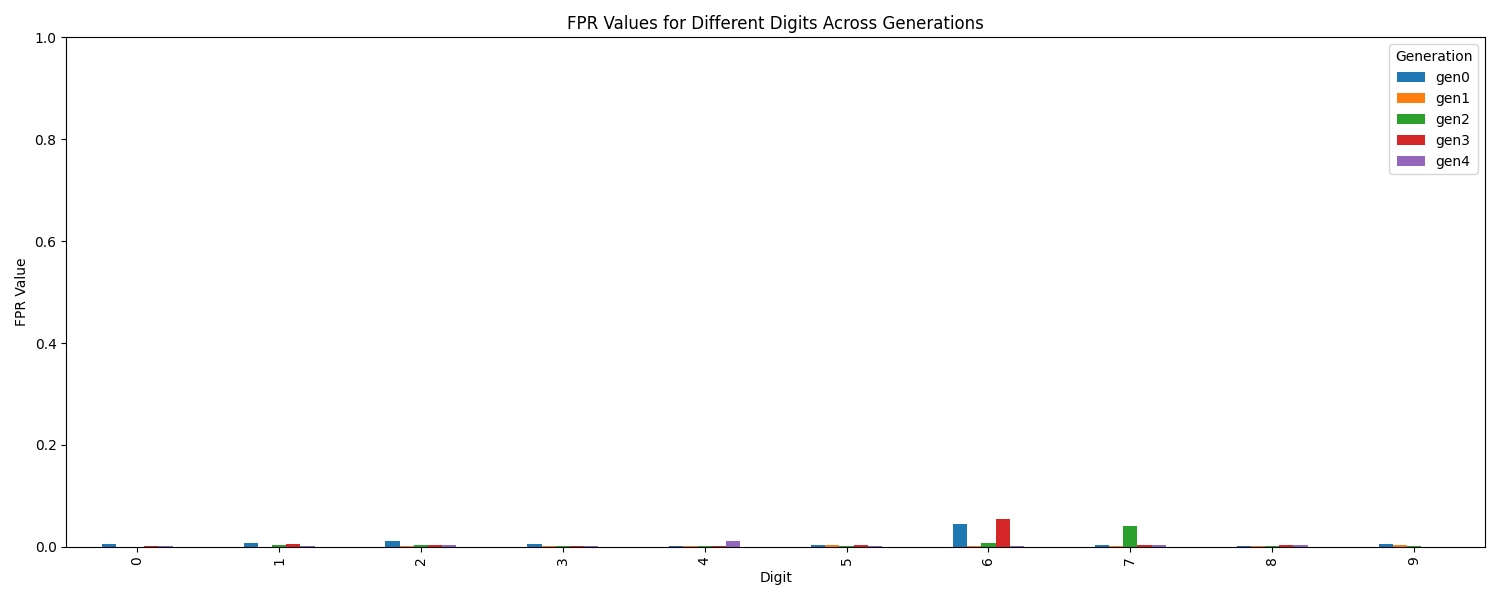 FPR Values for Different Digits Across Generations
1.0
0.8
0.6
0.4
0.2
0.0
FPR Value
Generation
gen0
gen1
gen2
gen3
gen4
0
1
2
3
4
5
6
7
8
9
Digit